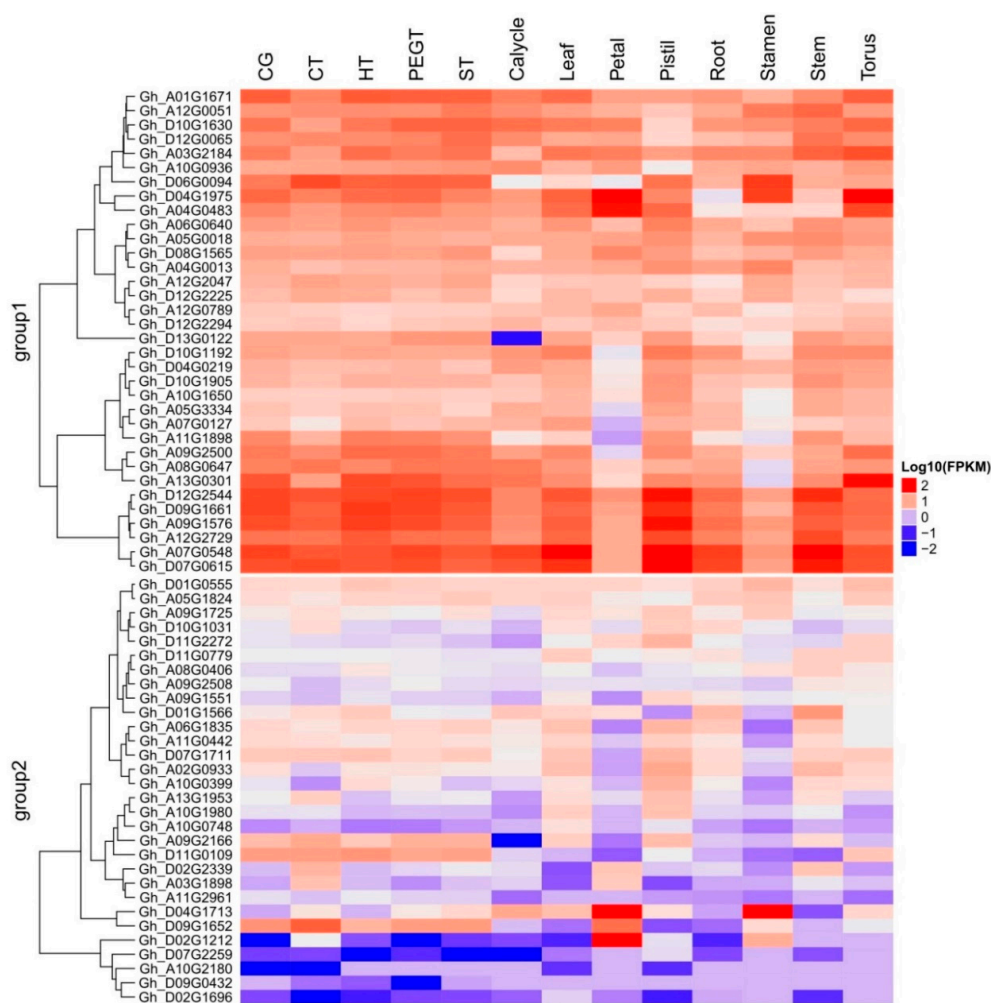 CG CT HT PEGT ST Calycle Leaf Petal Pistil Root Stamen Stem Torus
group1
Gh_A01G1671
Gh_A12G0051
Gh_D10G1630
Gh_D12G0065
Gh_A03G2184
Gh_A10G0936
Gh_D06G0094
Gh_D04G1975
Gh_A04G0483
Gh_A06G0640
Gh_A05G0018
Gh_D08G1565
Gh_A04G0013
Gh_A12G2047
Gh_D12G2225
Gh_A12G0789
Gh_D12G2294
Gh_D13G0122
Gh_D10G1192
Gh_D04G0219
Gh_D10G1905
Gh_A10G1650
Gh_A05G3334
Gh_A07G0127
Gh_A11G1898
Gh_A09G2500
Gh_A08G0647
Gh_A13G0301
Gh_D12G2544
Gh_D09G1661
Gh_A09G1576
Gh_A12G2729
Gh_A07G0548
Gh_D07G0615
group2
Gh_D01G0555
Gh_A05G1824
Gh_A09G1725
Gh_D10G1031
Gh_D11G2272
Gh_D11G0779
Gh_A08G0406
Gh_A09G2508
Gh_A09G1551
Gh_D01G1566
Gh_A06G1835
Gh_A11G0442
Gh_D07G1711
Gh_A02G0933
Gh_A10G0399
Gh_A13G1953
Gh_A10G1980
Gh_A10G0748
Gh_A09G2166
Gh_D11G0109
Gh_D02G2339
Gh_A03G1898
Gh_A11G2961
Gh_D04G1713
Gh_D09G1652
Gh_D02G1212
Gh_D07G2259
Gh_A10G2180
Gh_D09G0432
Gh_D02G1696
Log10(FPKM)
2
1
0
−1
−2